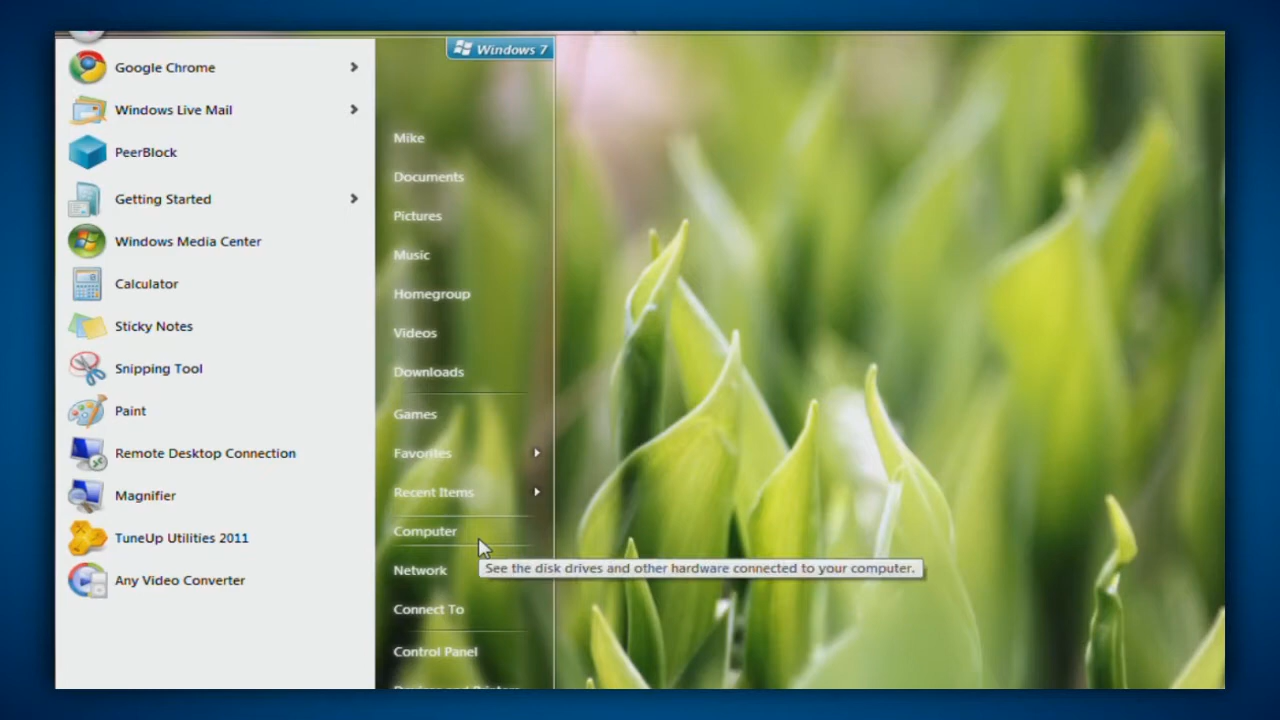 Windows 7
Google Chrome
Windows Live Mail
PeerBlock
Getting Started
Windows Media Center
Calculator
Sticky Notes
Snipping Tool
Paint
Remote Desktop Connection
Magnifier
TuneUp Utilities 2011
Any Video Converter
Mike
Documents
Pictures
Music
Homegroup
Videos
Downloads
Games
Favorites
Recent Items
Computer
See the disk drives and other hardware connected to your computer.
Network
Connect To
Control Panel